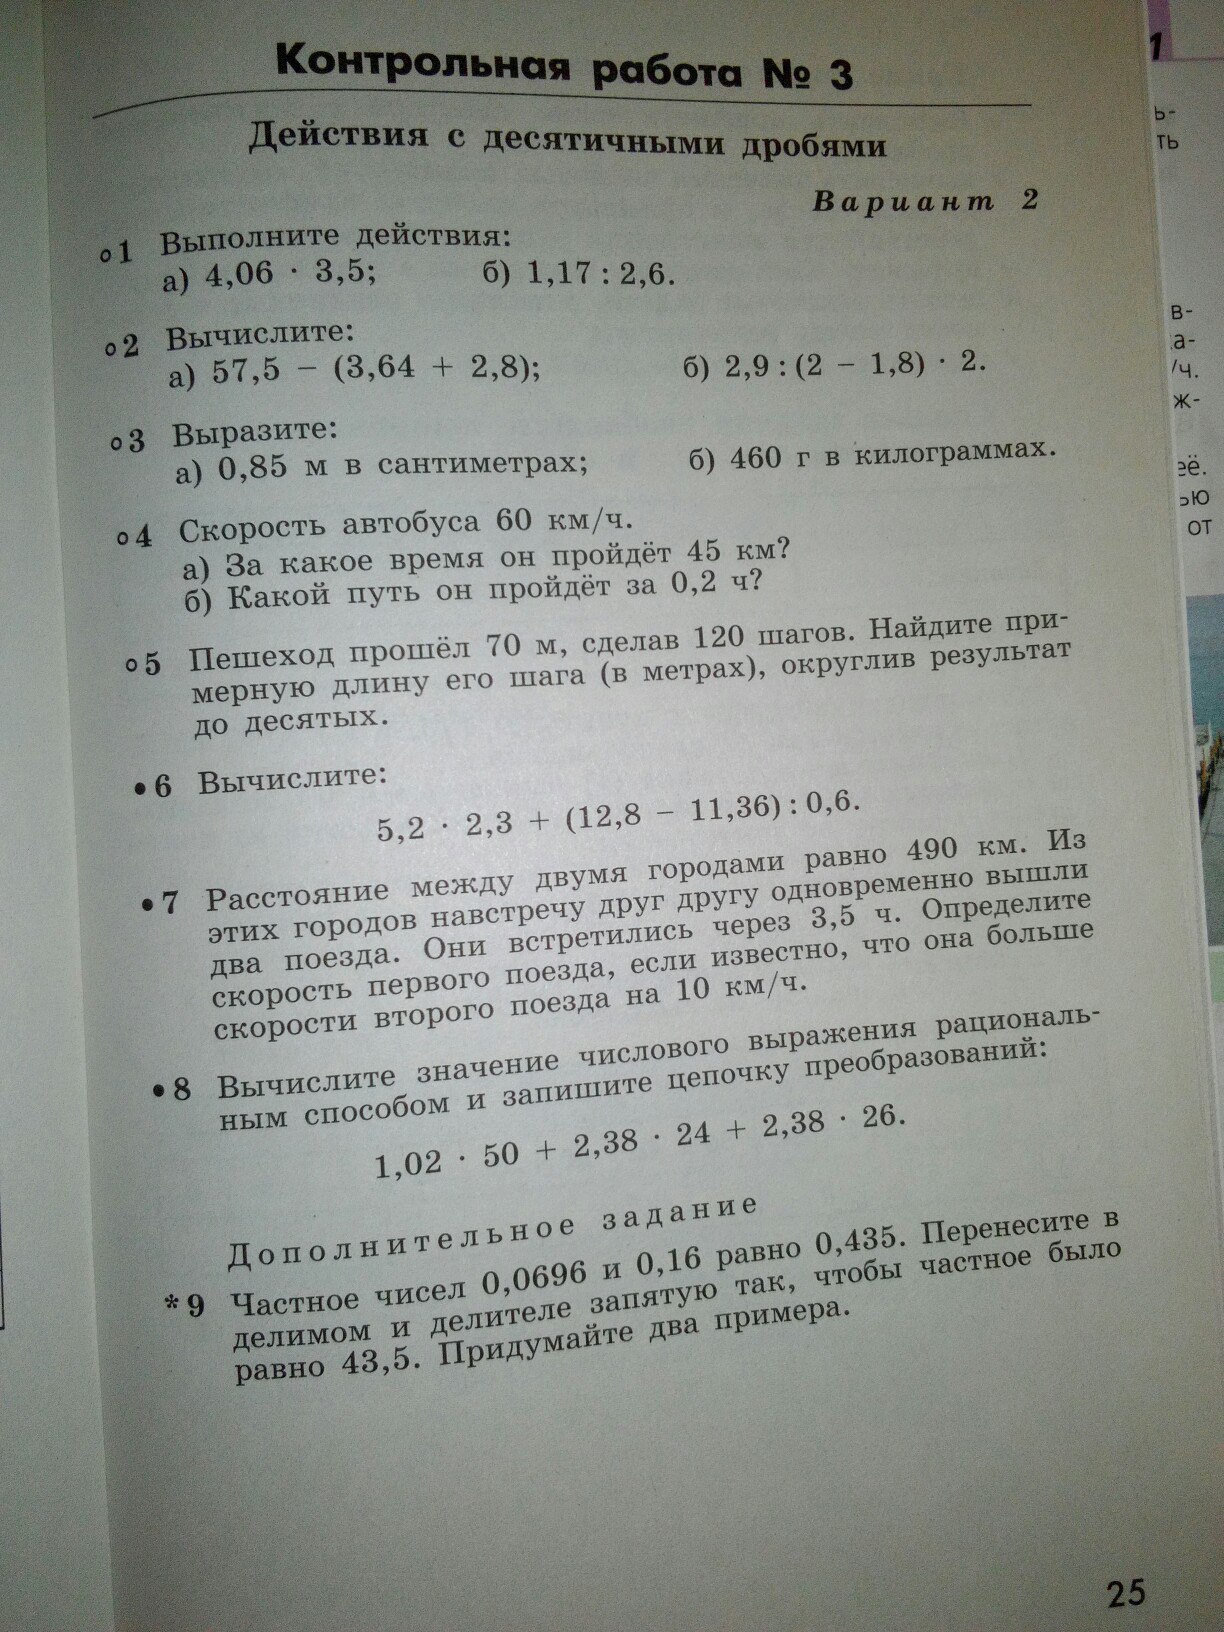 Контрольная работа № 3
Действия с десятичными дробями
Вариант 2
1 Выполните действия:
а) 4,06 · 3,5; б) 1,17 : 2,6.
2 Вычислите:
а) 57,5 – (3,64 + 2,8); б) 2,9 : (2 – 1,8) · 2.
3 Выразите:
а) 0,85 м в сантиметрах; б) 460 г в килограммах.
4 Скорость автобуса 60 км/ч.
а) За какое время он пройдёт 45 км?
б) Какой путь он пройдёт за 0,2 ч?
5 Пешеход прошёл 70 м, сделав 120 шагов. Найдите при-
мерную длину его шага (в метрах), округлив результат
до десятых.
6 Вычислите:
5,2 · 2,3 + (12,8 – 11,36) : 0,6.
7 Расстояние между двумя городами равно 490 км. Из
этих городов навстречу друг другу одновременно вышли
два поезда. Они встретились через 3,5 ч. Определите
скорость первого поезда, если известно, что она больше
скорости второго поезда на 10 км/ч.
8 Вычислите значение числового выражения рациональ-
ным способом и запишите цепочку преобразований:
1,02 · 50 + 2,38 · 24 + 2,38 · 26.
Дополнительное задание
*9 Частное чисел 0,0696 и 0,16 равно 0,435. Перенесите в
делимом и делителе запятую так, чтобы частное было
равно 43,5. Придумайте два примера.
25
1
ь-
ть
в-
а-
/ч.
ж-
её.
ью
от